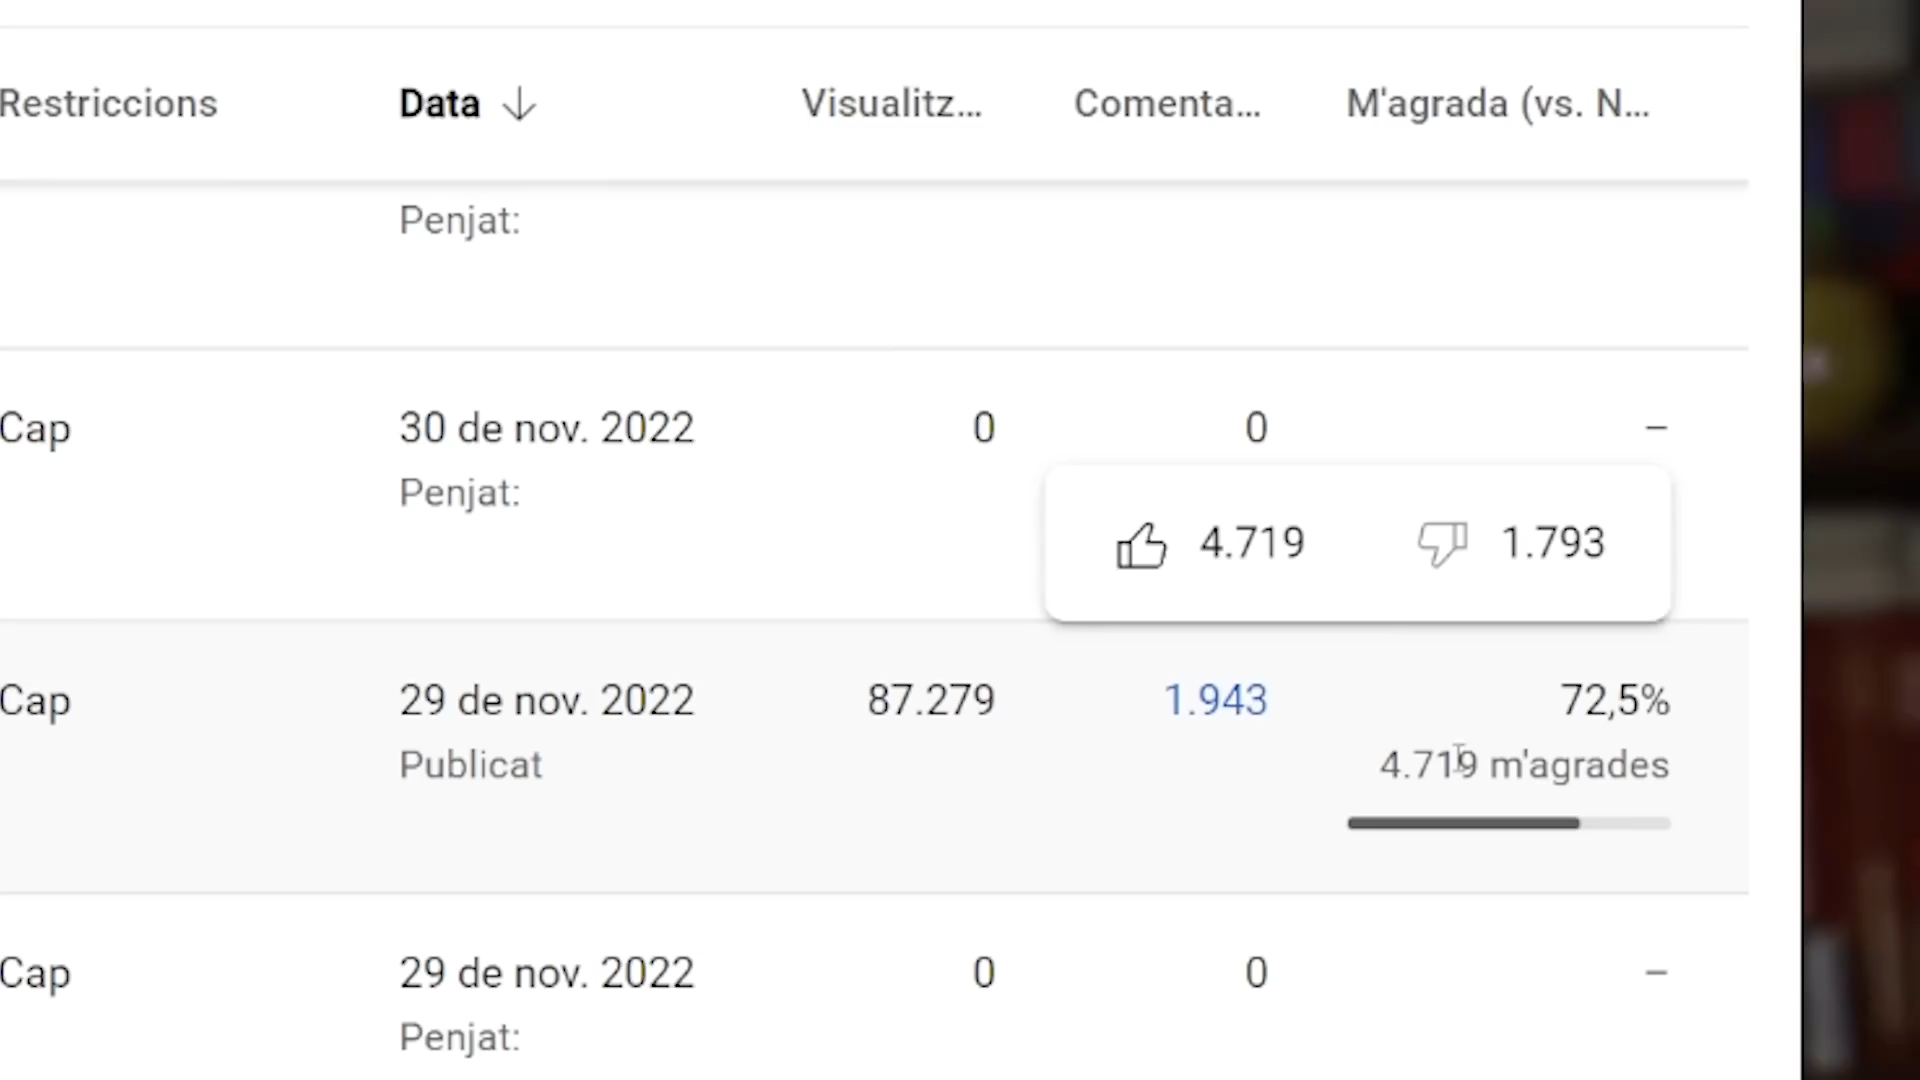 Restriccions Data Visualitz... Comenta... M'agrada (vs. N...
Penjat:
Cap 30 de nov. 2022 0 0 –
Penjat:
4.719 1.793
Cap 29 de nov. 2022 87.279 1.943 72,5%
Publicat 4.719 m'agrades
Cap 29 de nov. 2022 0 0 –
Penjat: